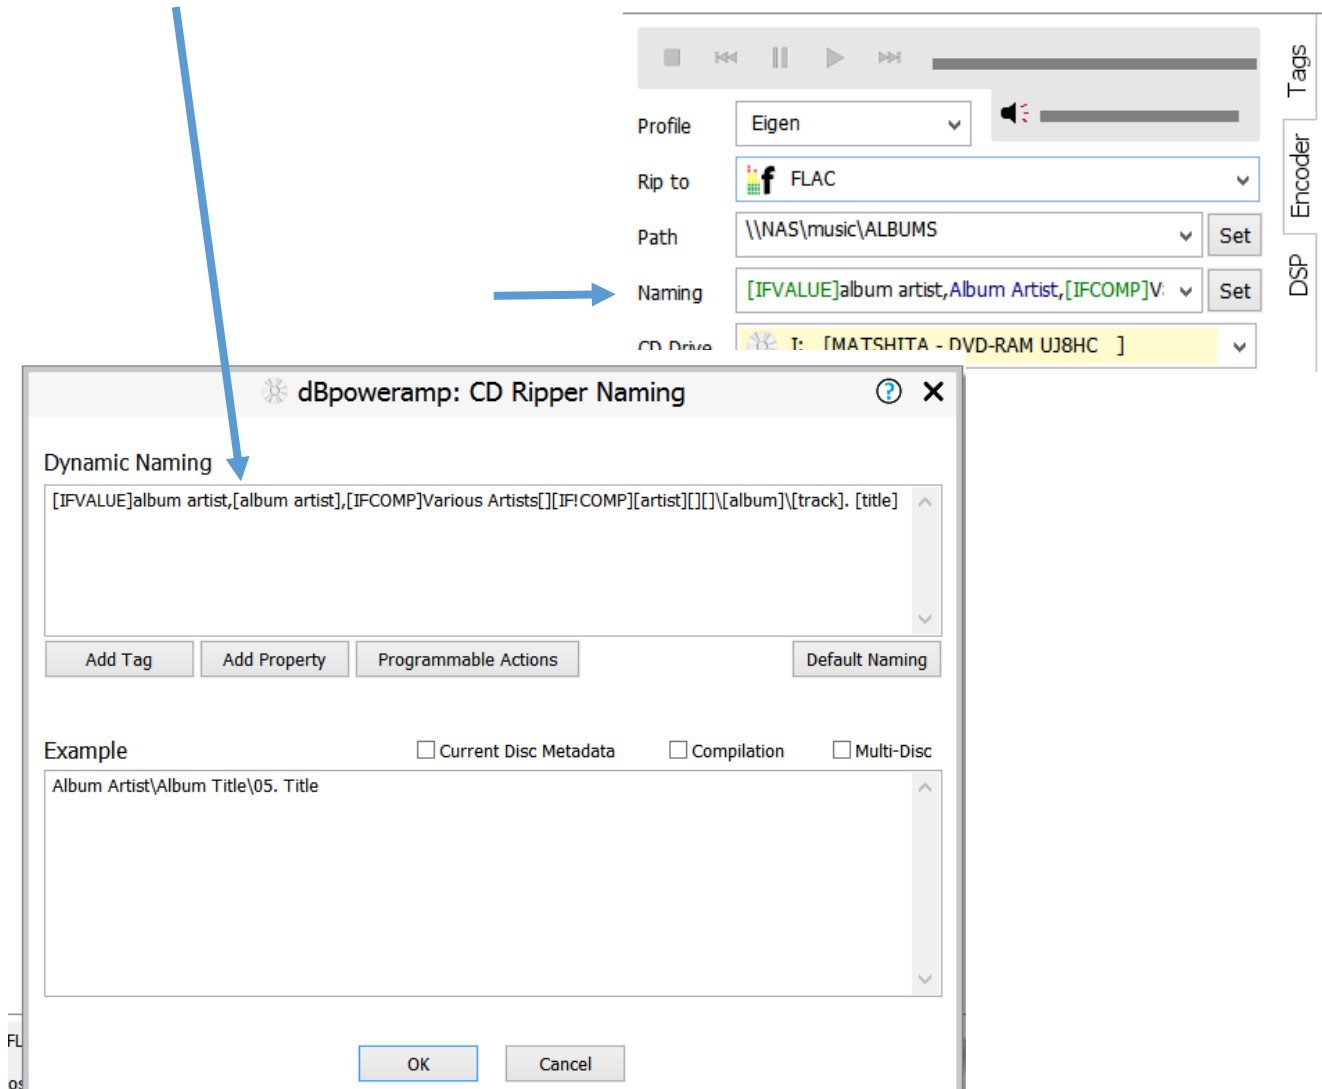 Tags
Encoder
DSP
Profile Eigen
Rip to FLAC
Path \\NAS\music\ALBUMS Set
Naming [IFVALUE]album artist,Album Artist,[IFCOMP]V Set
CD Drive I: [MATSHITA - DVD-RAM UJ8HC ]
dBpoweramp: CD Ripper Naming
Dynamic Naming
[IFVALUE]album artist,[album artist],[IFCOMP]Various Artists[][IF!COMP][artist][][]\[album]\[track]. [title]
Add Tag Add Property Programmable Actions Default Naming
Example Current Disc Metadata Compilation Multi-Disc
Album Artist\Album Title\05. Title
FL
OK Cancel